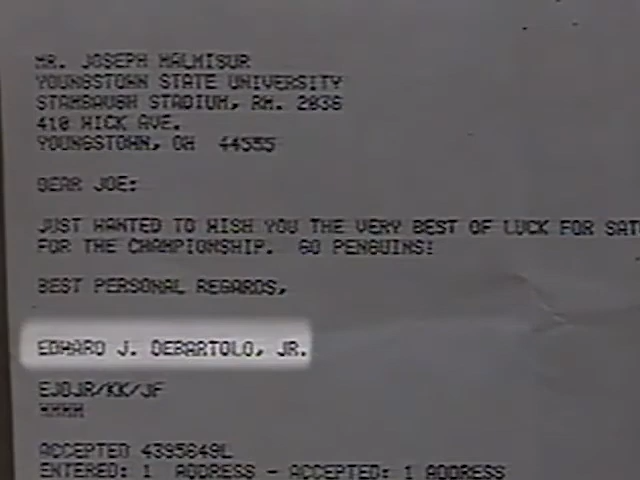 MR. JOSEPH MALMISUR
YOUNGSTOWN STATE UNIVERSITY
STAMBAUGH STADIUM, RM. 2036
410 WICK AVE.
YOUNGSTOWN, OH 44555
DEAR JOE:
JUST WANTED TO WISH YOU THE VERY BEST OF LUCK FOR SAT
FOR THE CHAMPIONSHIP. GO PENGUINS!
BEST PERSONAL REGARDS,
EDWARD J. DEBARTOLO, JR.
EJDJR/KK/JF
ACCEPTED 4395649L
ENTERED: 1 ADDRESS - ACCEPTED: 1 ADDRESS